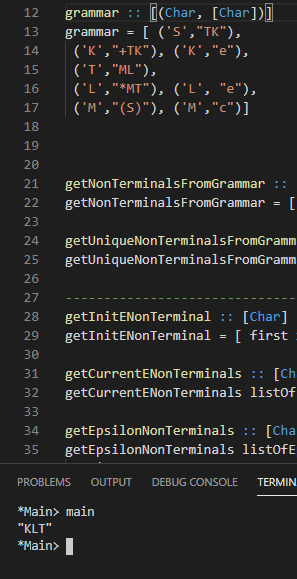 12 grammar :: [(Char, [Char])]
13 grammar = [ ('S',"TK"),
14 ('K',"+TK"), ('K',"e"),
15 ('T',"ML"),
16 ('L',"*MT"), ('L', "e"),
17 ('M',"(S)"), ('M',"c")]
18
19
20
21 getNonTerminalsFromGrammar ::
22 getNonTerminalsFromGrammar = [
23
24 getUniqueNonTerminalsFromGramm
25 getUniqueNonTerminalsFromGramm
26
27 ------------------------------
28 getInitENonTerminal :: [Char]
29 getInitENonTerminal = [ first
30
31 getCurrentENonTerminals :: [Ch
32 getCurrentENonTerminals listOf
33
34 getEpsilonNonTerminals :: [Cha
35 getEpsilonNonTerminals listOfE
PROBLEMS OUTPUT DEBUG CONSOLE TERMIN
*Main> main
"KLT"
*Main>